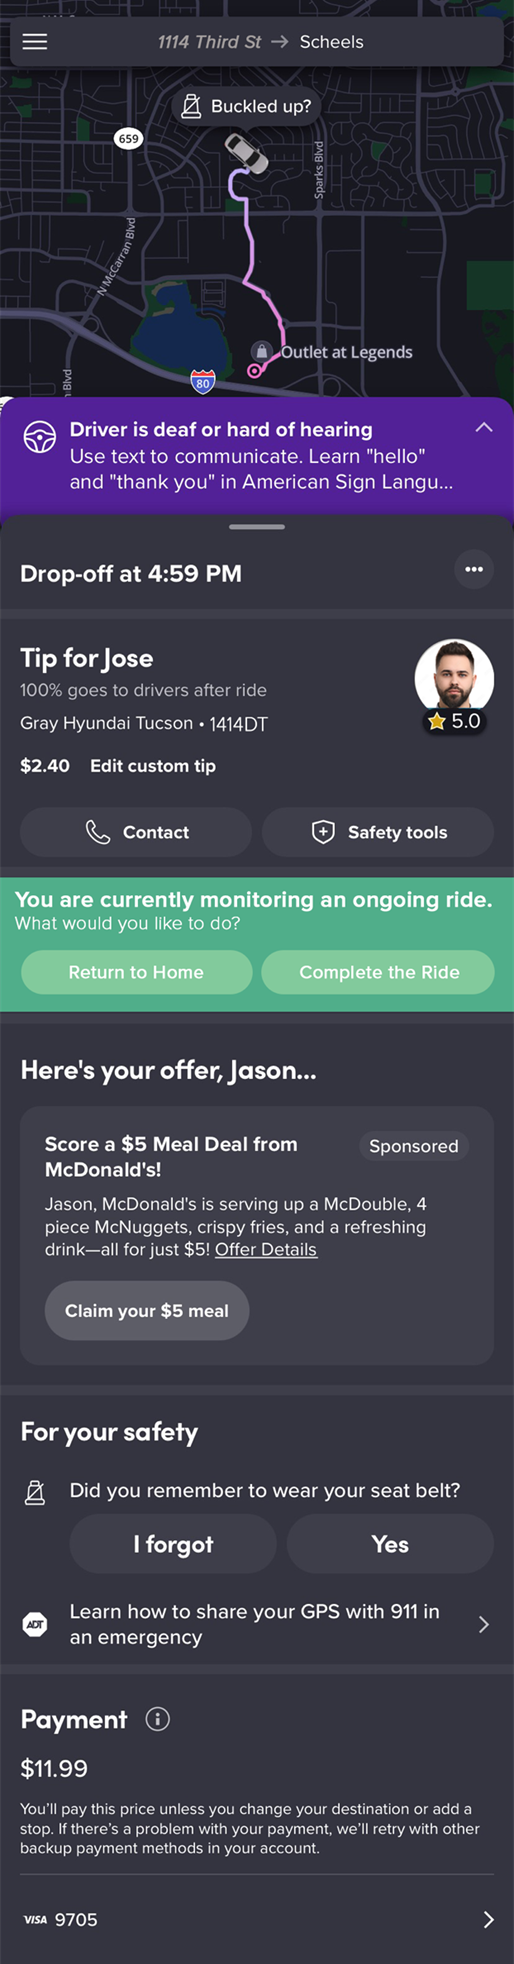 1114 Third St → Scheels
Buckled up?
659
Sparks Blvd
N McCarran Blvd
Outlet at Legends
80
Blvd
Driver is deaf or hard of hearing
Use text to communicate. Learn "hello"
and "thank you" in American Sign Langu...
Drop-off at 4:59 PM
Tip for Jose
100% goes to drivers after ride
Gray Hyundai Tucson • 1414DT
5.0
$2.40 Edit custom tip
Contact
Safety tools
You are currently monitoring an ongoing ride.
What would you like to do?
Return to Home
Complete the Ride
Here's your offer, Jason...
Score a $5 Meal Deal from
McDonald's!
Sponsored
Jason, McDonald's is serving up a McDouble, 4
piece McNuggets, crispy fries, and a refreshing
drink—all for just $5! Offer Details
Claim your $5 meal
For your safety
Did you remember to wear your seat belt?
I forgot
Yes
ADT
Learn how to share your GPS with 911 in
an emergency
Payment
$11.99
You'll pay this price unless you change your destination or add a
stop. If there's a problem with your payment, we'll retry with other
backup payment methods in your account.
VISA 9705